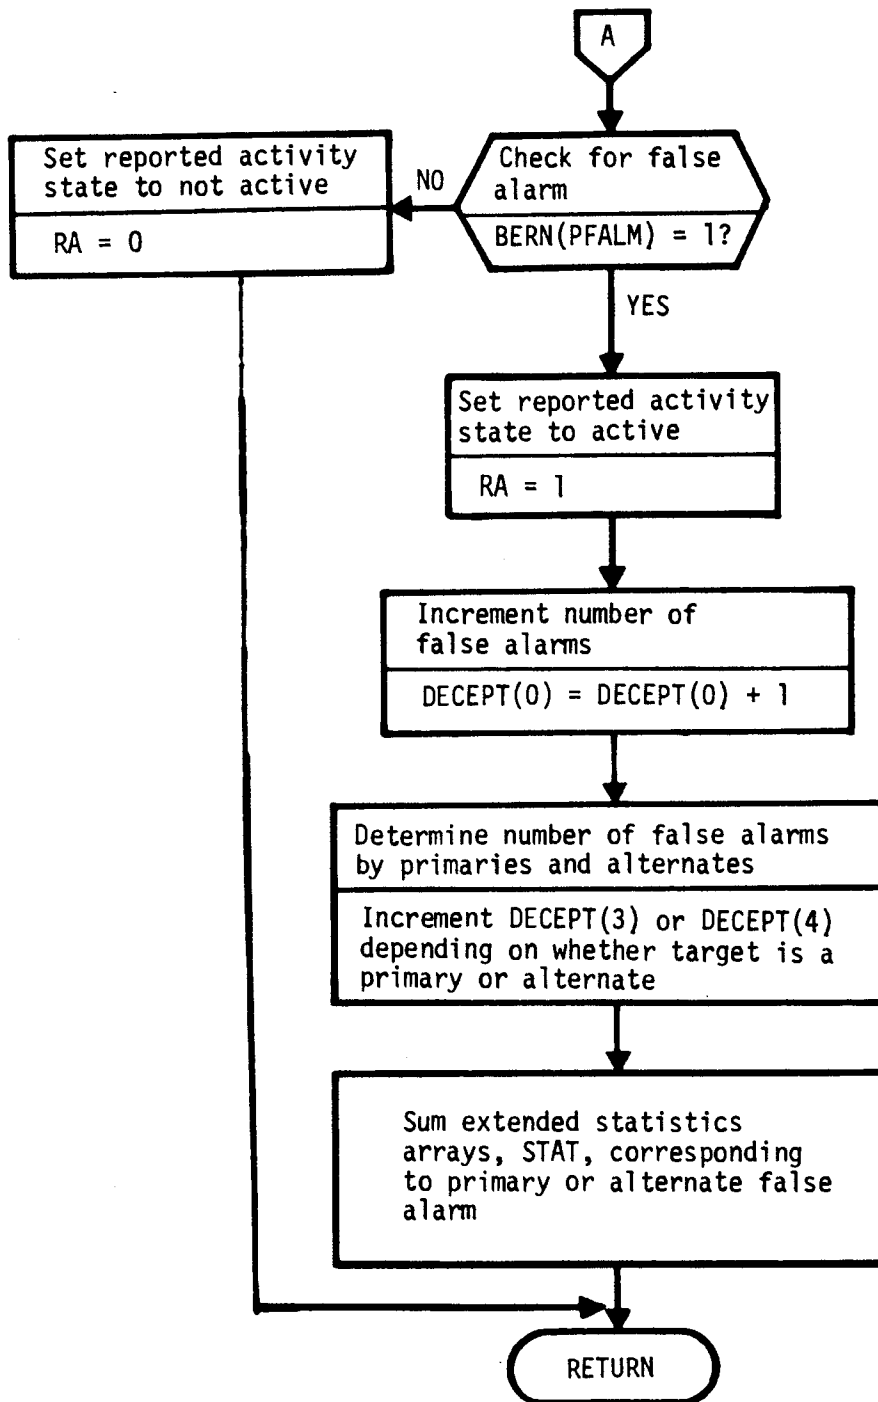 A
Check for false
alarm
BERN(PFALM) = 1?
NO
Set reported activity
state to not active
RA = 0
YES
Set reported activity
state to active
RA = 1
Increment number of
false alarms
DECEPT(0) = DECEPT(0) + 1
Determine number of false alarms
by primaries and alternates
Increment DECEPT(3) or DECEPT(4)
depending on whether target is a
primary or alternate
Sum extended statistics
arrays, STAT, corresponding
to primary or alternate false
alarm
RETURN